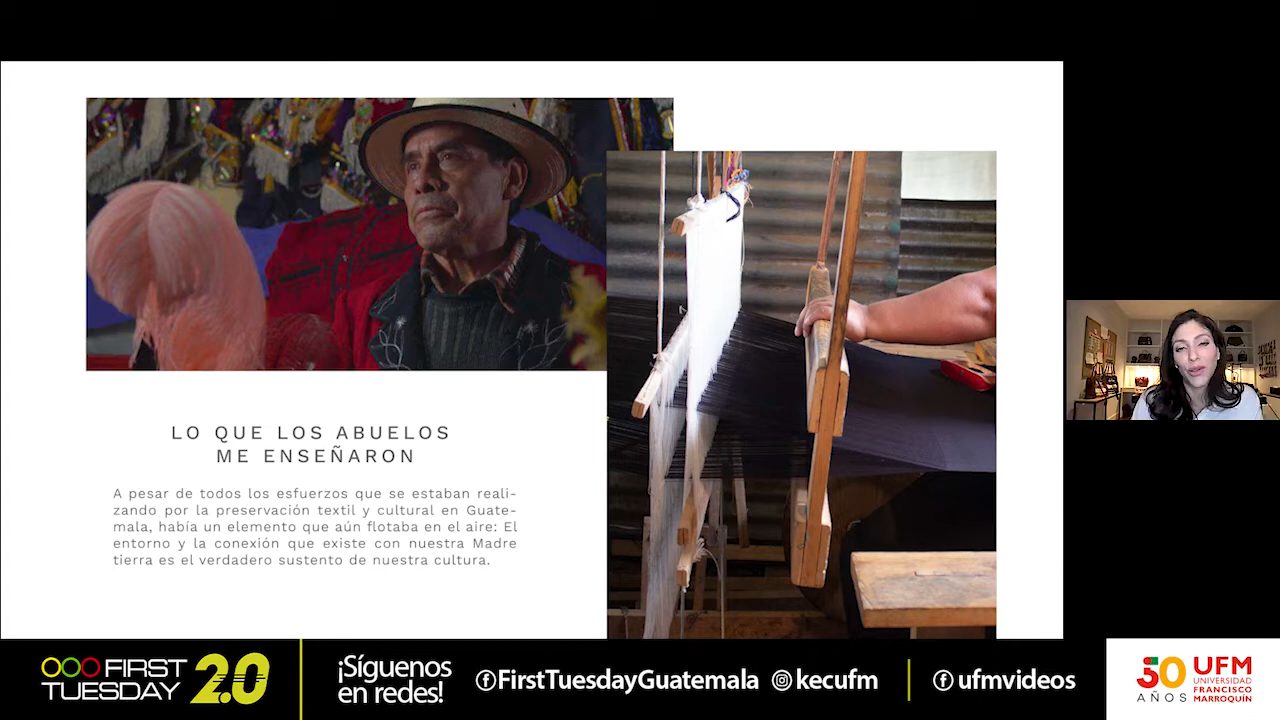 LO QUE LOS ABUELOS
ME ENSEÑARON
A pesar de todos los esfuerzos que se estaban reali-
zando por la preservación textil y cultural en Guate-
mala, había un elemento que aún flotaba en el aire: El
entorno y la conexión que existe con nuestra Madre
tierra es el verdadero sustento de nuestra cultura.
FIRST
TUESDAY 2.0
¡Síguenos
en redes!
FirstTuesdayGuatemala
kecufm
ufmvideos
50
AÑOS
UFM
UNIVERSIDAD
FRANCISCO
MARROQUÍN